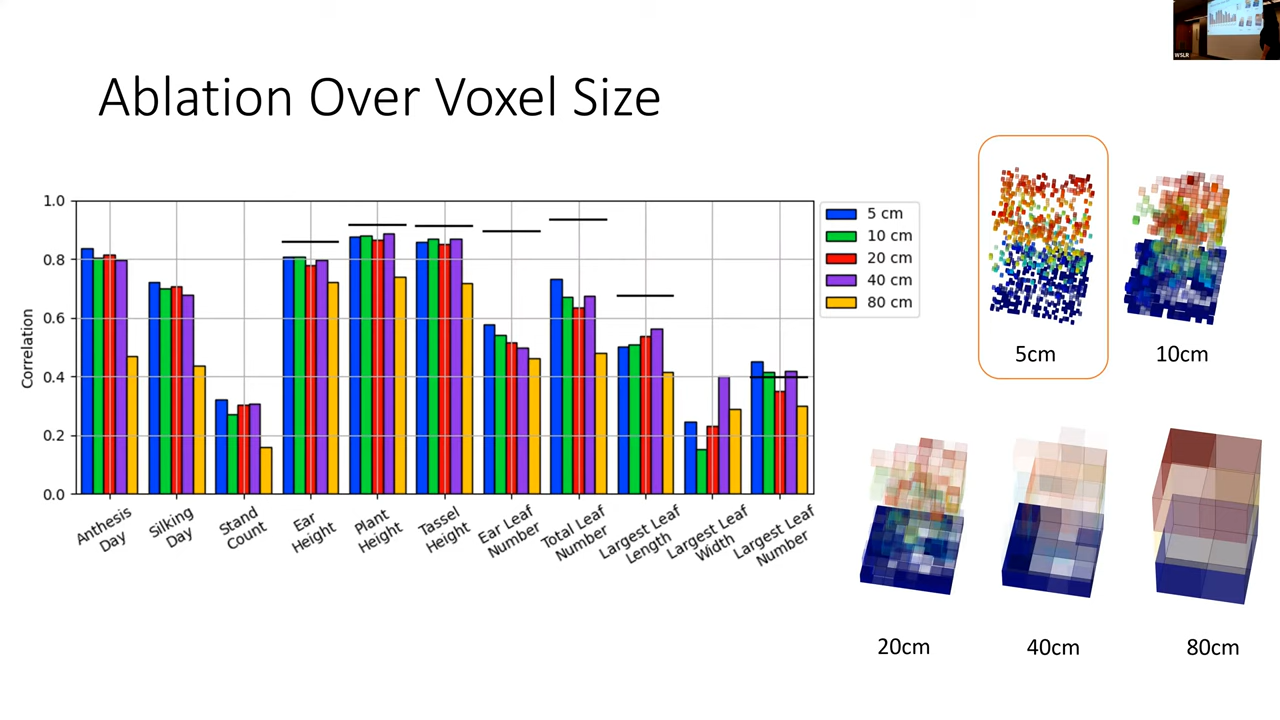 WSLR
Ablation Over Voxel Size
Correlation
1.0
0.8
0.6
0.4
0.2
0.0
Anthesis
Day
Silking
Day
Stand
Count
Ear
Height
Plant
Height
Tassel
Height
Ear Leaf
Number
Total Leaf
Number
Largest Leaf
Length
Largest Leaf
Width
Largest Leaf
Number
5 cm
10 cm
20 cm
40 cm
80 cm
5cm
10cm
20cm
40cm
80cm